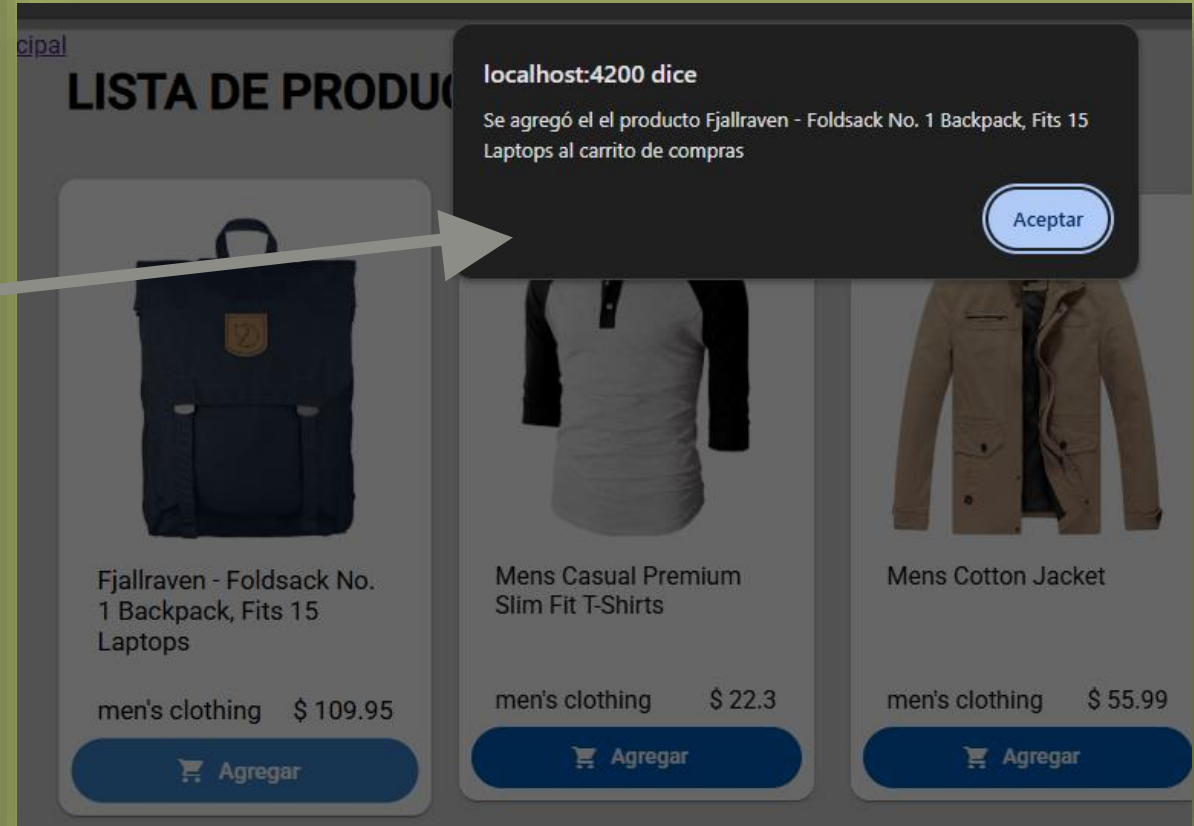 cipal
LISTA DE PRODU
localhost:4200 dice
Se agregó el el producto Fjallraven - Foldsack No. 1 Backpack, Fits 15
Laptops al carrito de compras
Aceptar
Fjallraven - Foldsack No.
1 Backpack, Fits 15
Laptops
men's clothing $ 109.95
Agregar
Mens Casual Premium
Slim Fit T-Shirts
men's clothing $ 22.3
Agregar
Mens Cotton Jacket
men's clothing $ 55.99
Agregar